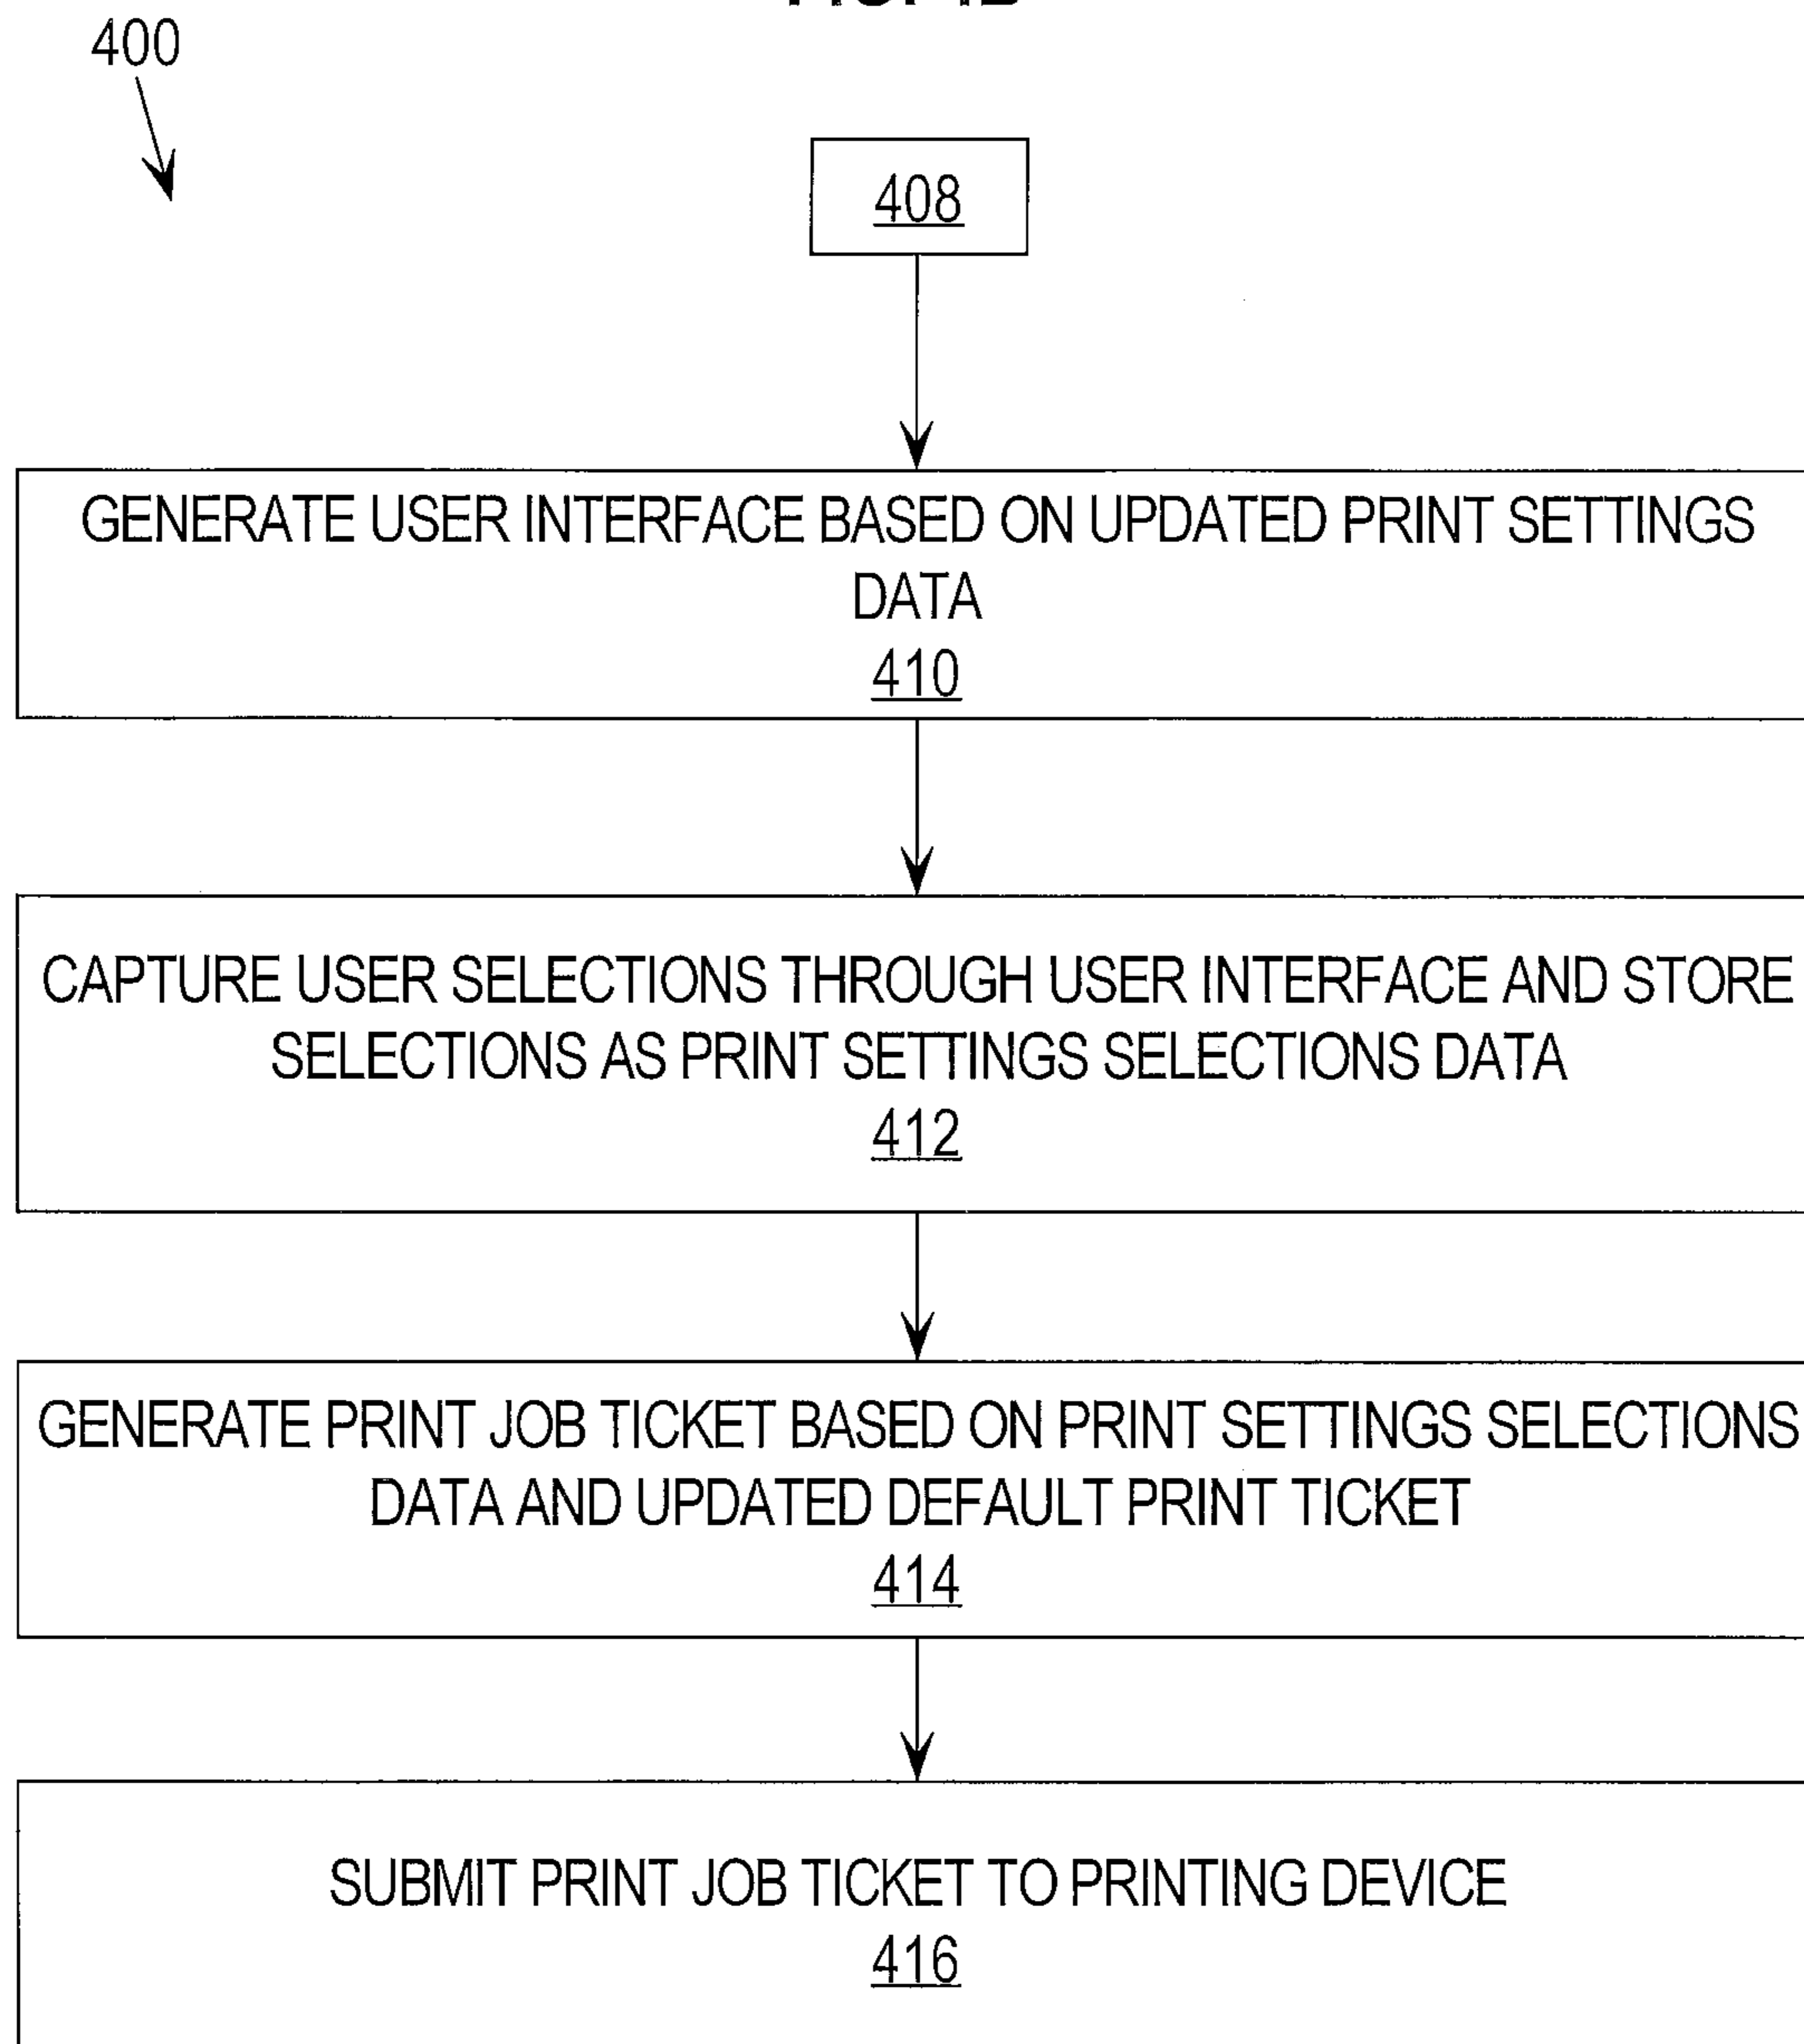 400
408
GENERATE USER INTERFACE BASED ON UPDATED PRINT SETTINGS
DATA
410
CAPTURE USER SELECTIONS THROUGH USER INTERFACE AND STORE
SELECTIONS AS PRINT SETTINGS SELECTIONS DATA
412
GENERATE PRINT JOB TICKET BASED ON PRINT SETTINGS SELECTIONS
DATA AND UPDATED DEFAULT PRINT TICKET
414
SUBMIT PRINT JOB TICKET TO PRINTING DEVICE
416